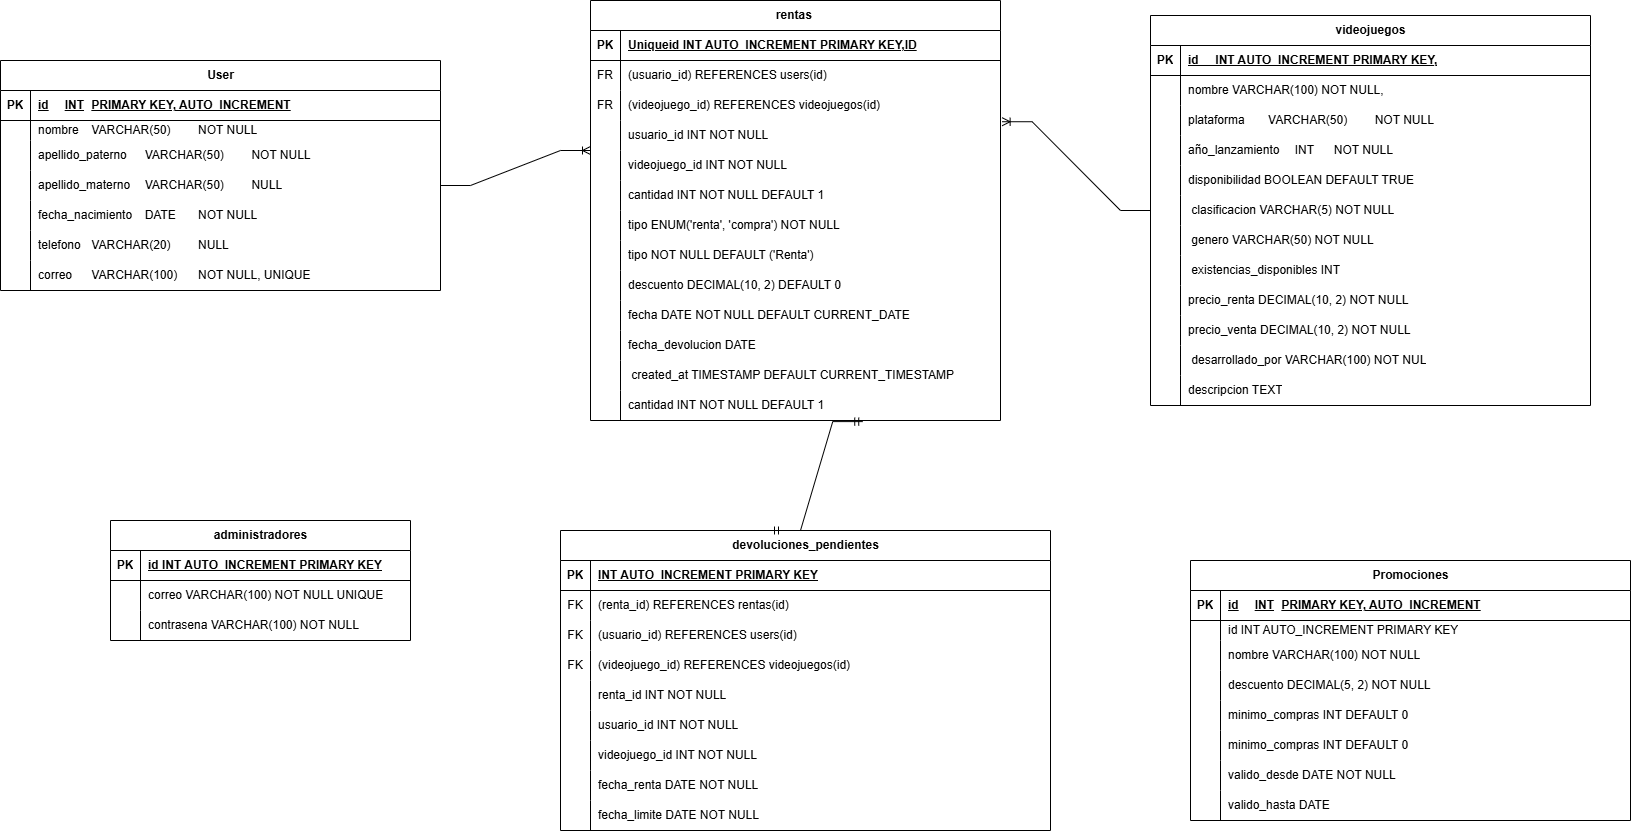 User
PK id INT PRIMARY KEY, AUTO_INCREMENT
nombre VARCHAR(50) NOT NULL
apellido_paterno VARCHAR(50) NOT NULL
apellido_materno VARCHAR(50) NULL
fecha_nacimiento DATE NOT NULL
telefono VARCHAR(20) NULL
correo VARCHAR(100) NOT NULL, UNIQUE
rentas
PK Uniqueid INT AUTO_INCREMENT PRIMARY KEY,ID
FR (usuario_id) REFERENCES users(id)
FR (videojuego_id) REFERENCES videojuegos(id)
usuario_id INT NOT NULL
videojuego_id INT NOT NULL
cantidad INT NOT NULL DEFAULT 1
tipo ENUM('renta', 'compra') NOT NULL
tipo NOT NULL DEFAULT ('Renta')
descuento DECIMAL(10, 2) DEFAULT 0
fecha DATE NOT NULL DEFAULT CURRENT_DATE
fecha_devolucion DATE
created_at TIMESTAMP DEFAULT CURRENT_TIMESTAMP
cantidad INT NOT NULL DEFAULT 1
videojuegos
PK id INT AUTO_INCREMENT PRIMARY KEY,
nombre VARCHAR(100) NOT NULL,
plataforma VARCHAR(50) NOT NULL
año_lanzamiento INT NOT NULL
disponibilidad BOOLEAN DEFAULT TRUE
clasificacion VARCHAR(5) NOT NULL
genero VARCHAR(50) NOT NULL
existencias_disponibles INT
precio_renta DECIMAL(10, 2) NOT NULL
precio_venta DECIMAL(10, 2) NOT NULL
desarrollado_por VARCHAR(100) NOT NUL
descripcion TEXT
administradores
PK id INT AUTO_INCREMENT PRIMARY KEY
correo VARCHAR(100) NOT NULL UNIQUE
contrasena VARCHAR(100) NOT NULL
devoluciones_pendientes
PK INT AUTO_INCREMENT PRIMARY KEY
FK (renta_id) REFERENCES rentas(id)
FK (usuario_id) REFERENCES users(id)
FK (videojuego_id) REFERENCES videojuegos(id)
renta_id INT NOT NULL
usuario_id INT NOT NULL
videojuego_id INT NOT NULL
fecha_renta DATE NOT NULL
fecha_limite DATE NOT NULL
Promociones
PK id INT PRIMARY KEY, AUTO_INCREMENT
id INT AUTO_INCREMENT PRIMARY KEY
nombre VARCHAR(100) NOT NULL
descuento DECIMAL(5, 2) NOT NULL
minimo_compras INT DEFAULT 0
minimo_compras INT DEFAULT 0
valido_desde DATE NOT NULL
valido_hasta DATE